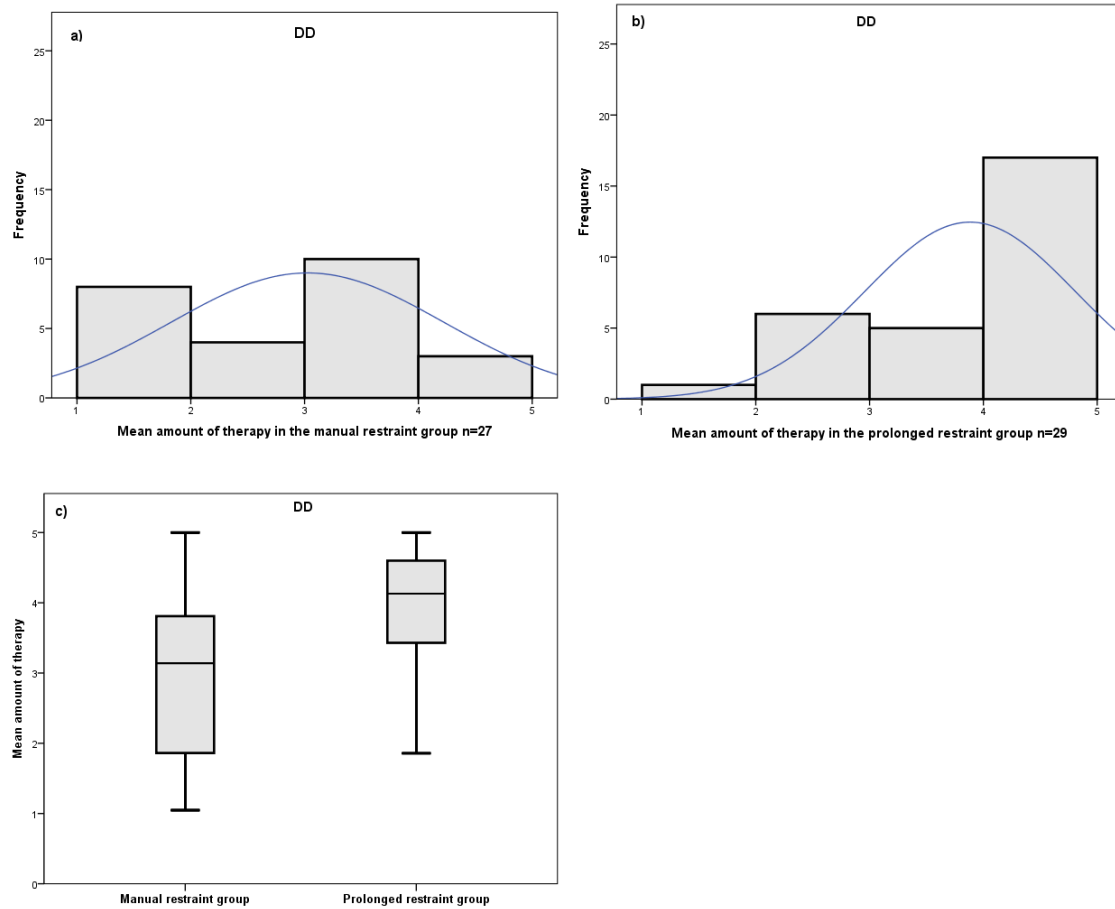 a)
DD
25
20
15
10
5
0
Frequency
1 2 3 4 5
Mean amount of therapy in the manual restraint group n=27
b)
DD
25
20
15
10
5
0
Frequency
1 2 3 4 5
Mean amount of therapy in the prolonged restraint group n=29
c)
DD
5
4
3
2
1
0
Mean amount of therapy
Manual restraint group
Prolonged restraint group